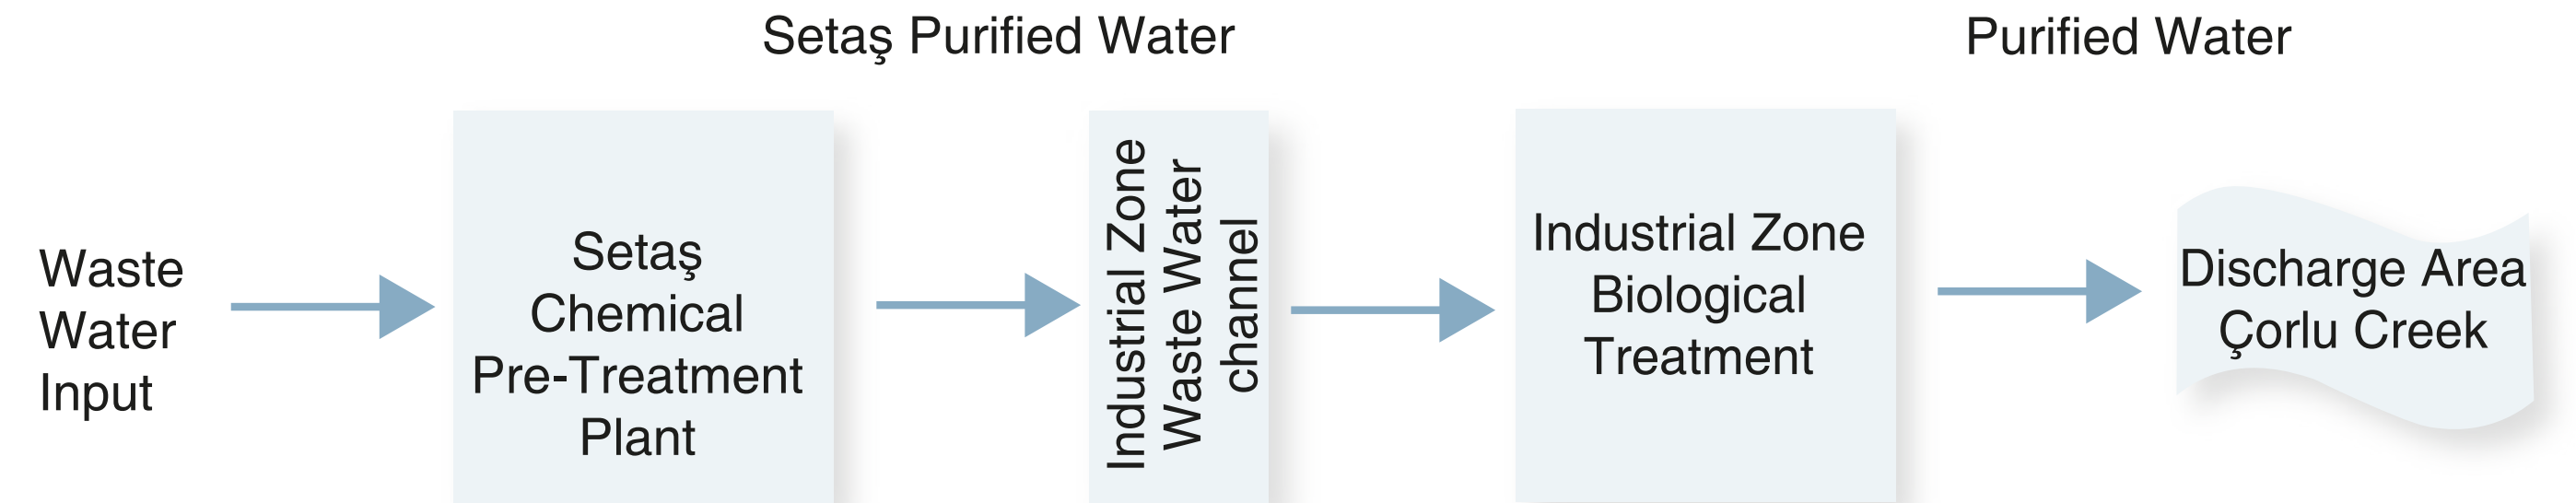 Setaş Purified Water
Purified Water
Waste
Water
Input
Setaş
Chemical
Pre-Treatment
Plant
Industrial Zone
Waste Water
channel
Industrial Zone
Biological
Treatment
Discharge Area
Çorlu Creek